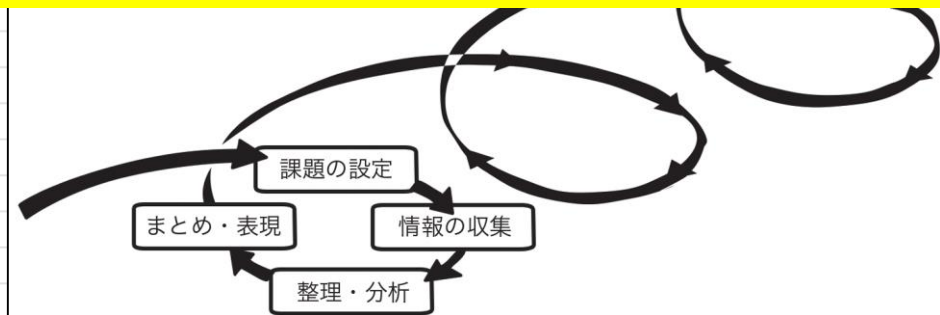 課題の設定
まとめ・表現
情報の収集
整理・分析